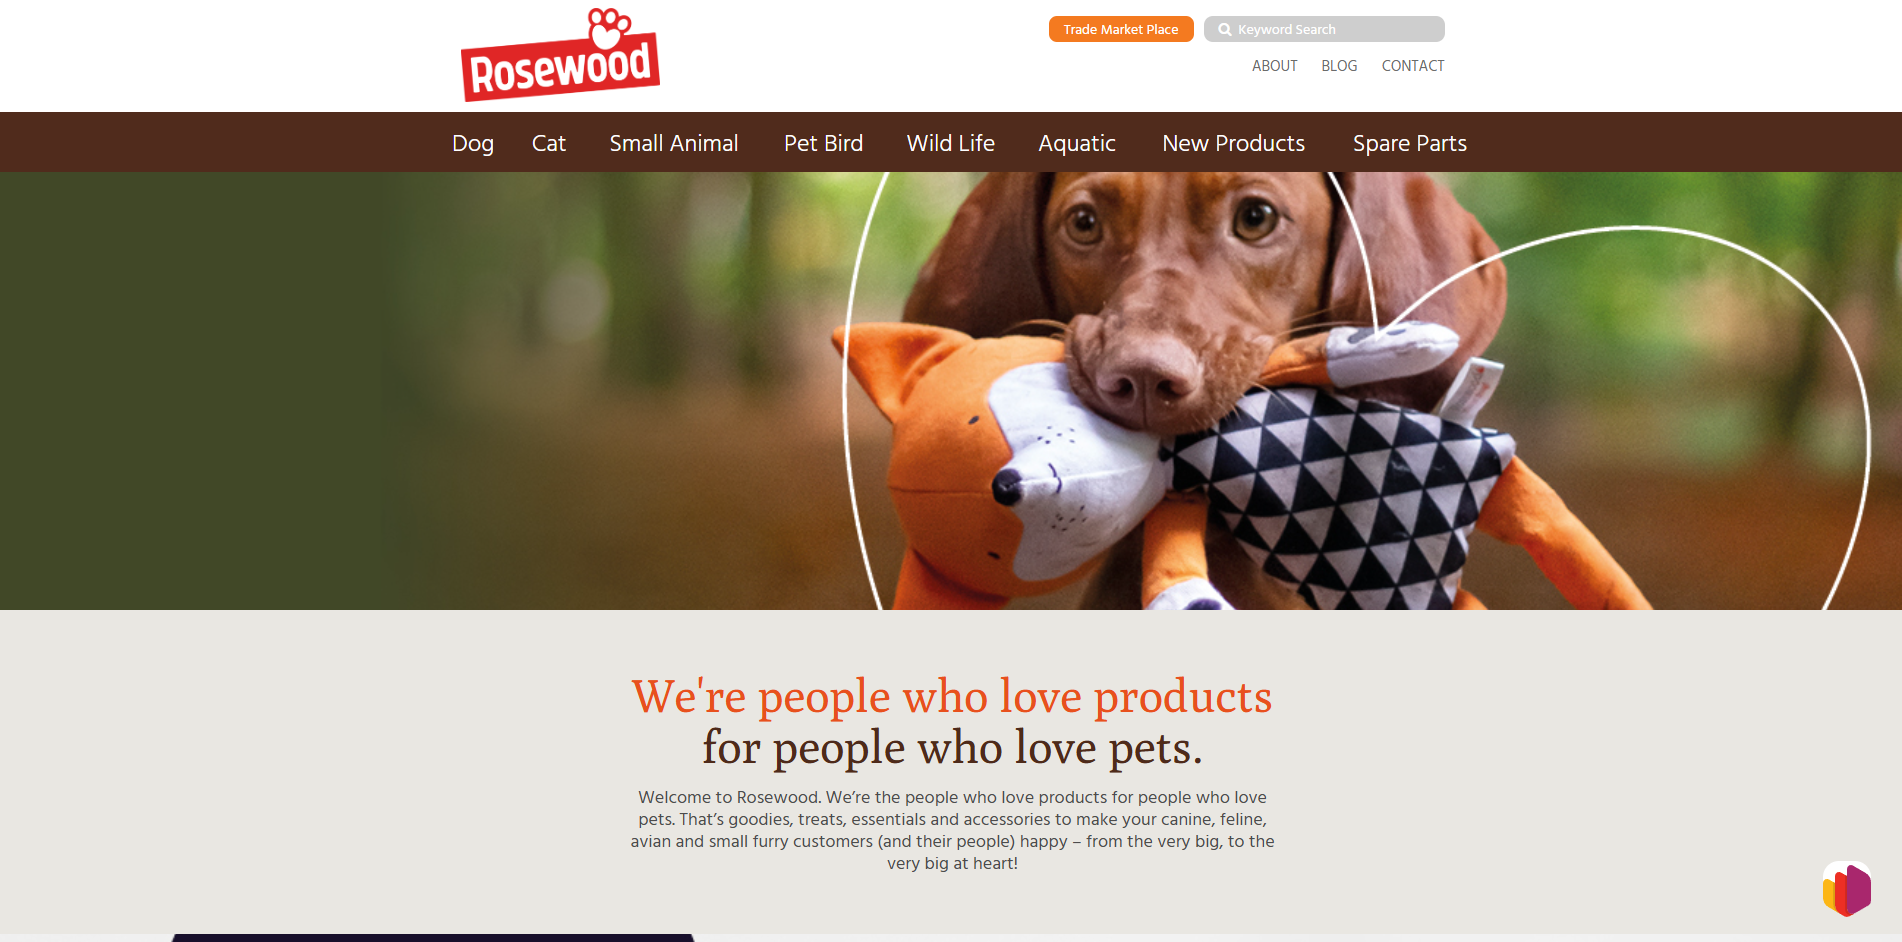 Rosewood
Trade Market Place
Keyword Search
ABOUT BLOG CONTACT
Dog Cat Small Animal Pet Bird Wild Life Aquatic New Products Spare Parts
We're people who love products
for people who love pets.
Welcome to Rosewood. We’re the people who love products for people who love
pets. That’s goodies, treats, essentials and accessories to make your canine, feline,
avian and small furry customers (and their people) happy – from the very big, to the
very big at heart!